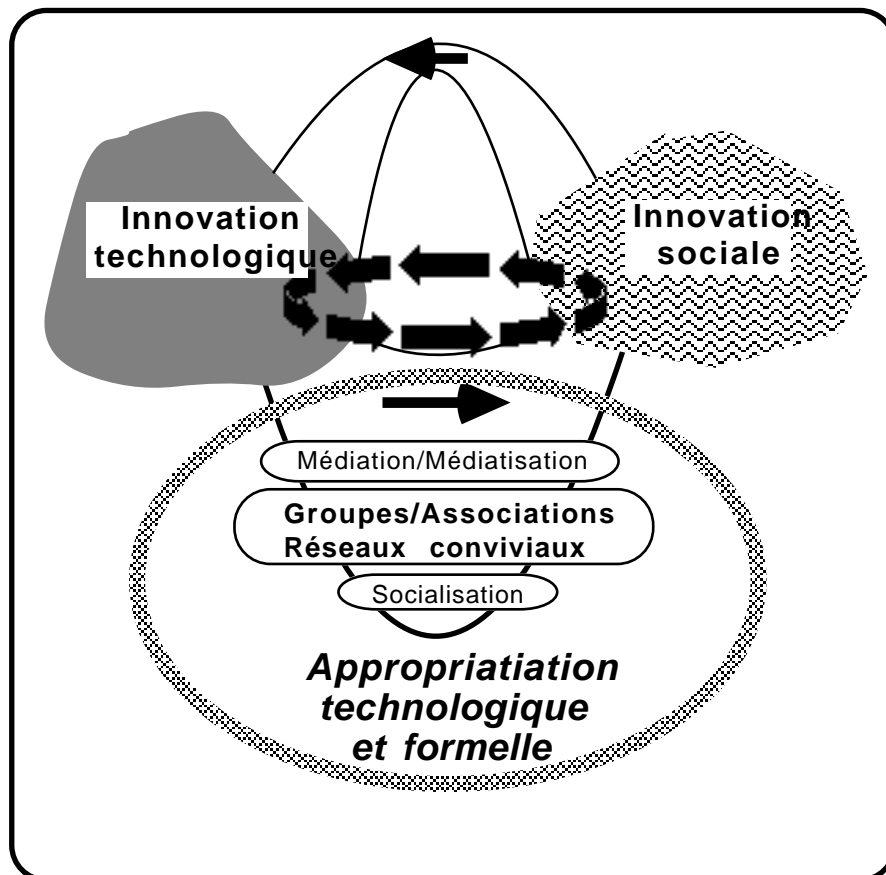 Innovation
technologique
Innovation
sociale
Médiation/Médiatisation
Groupes/Associations
Réseaux conviviaux
Socialisation
Appropriatiation
technologique
et formelle